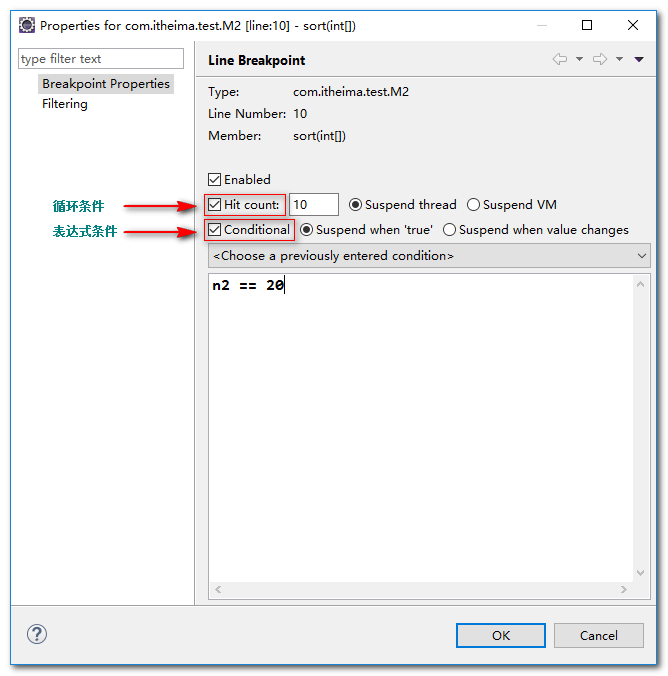 Properties for com.itheima.test.M2 [line:10] - sort(int[])
type filter text
Breakpoint Properties
Filtering
Line Breakpoint
Type: com.itheima.test.M2
Line Number: 10
Member: sort(int[])
Enabled
循环条件
Hit count: 10 Suspend thread Suspend VM
表达式条件
Conditional Suspend when 'true' Suspend when value changes
<Choose a previously entered condition>
n2 == 20
?
OK Cancel